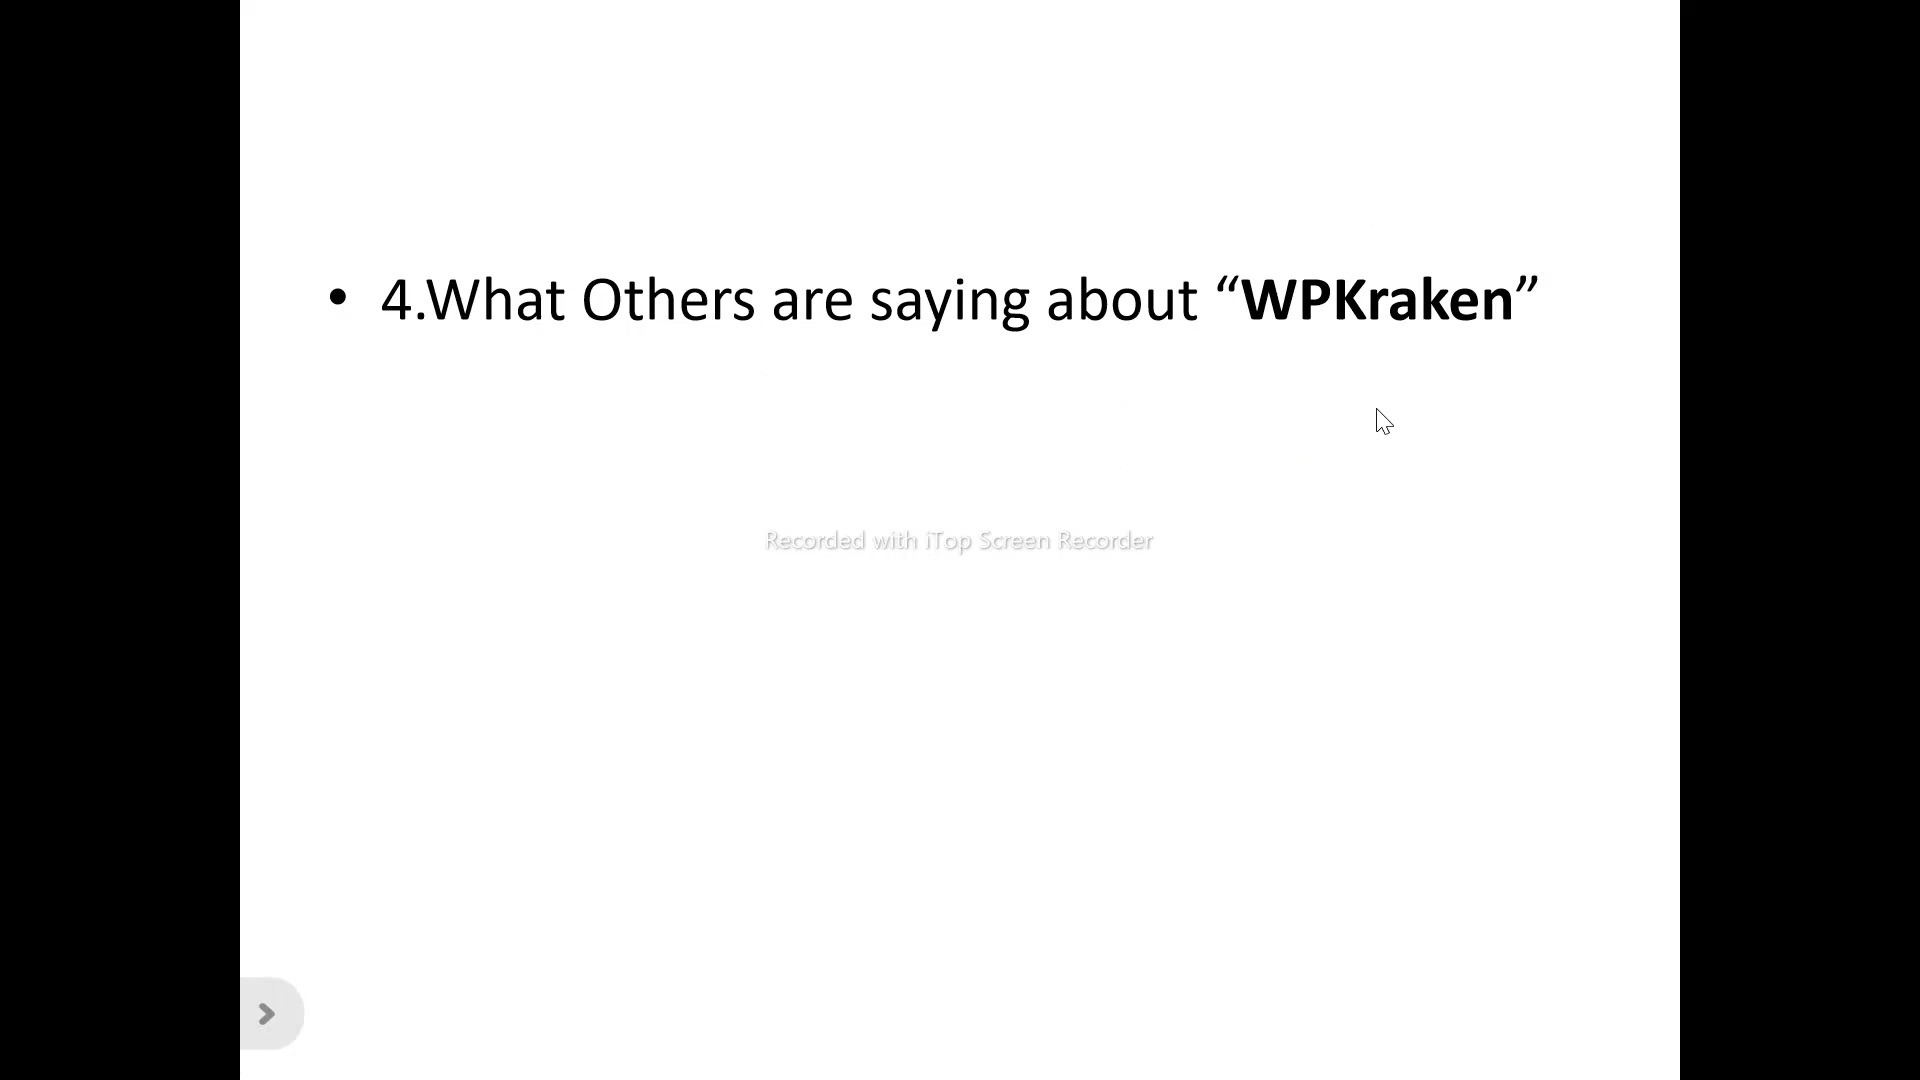 • 4.What Others are saying about “WPKraken”
Recorded with iTop Screen Recorder